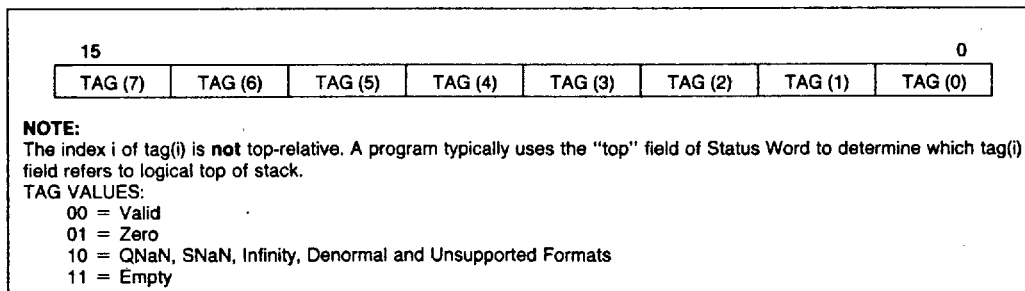 15 0
TAG (7) TAG (6) TAG (5) TAG (4) TAG (3) TAG (2) TAG (1) TAG (0)
NOTE:
The index i of tag(i) is not top-relative. A program typically uses the "top" field of Status Word to determine which tag(i)
field refers to logical top of stack.
TAG VALUES:
00 = Valid
01 = Zero
10 = QNaN, SNaN, Infinity, Denormal and Unsupported Formats
11 = Empty